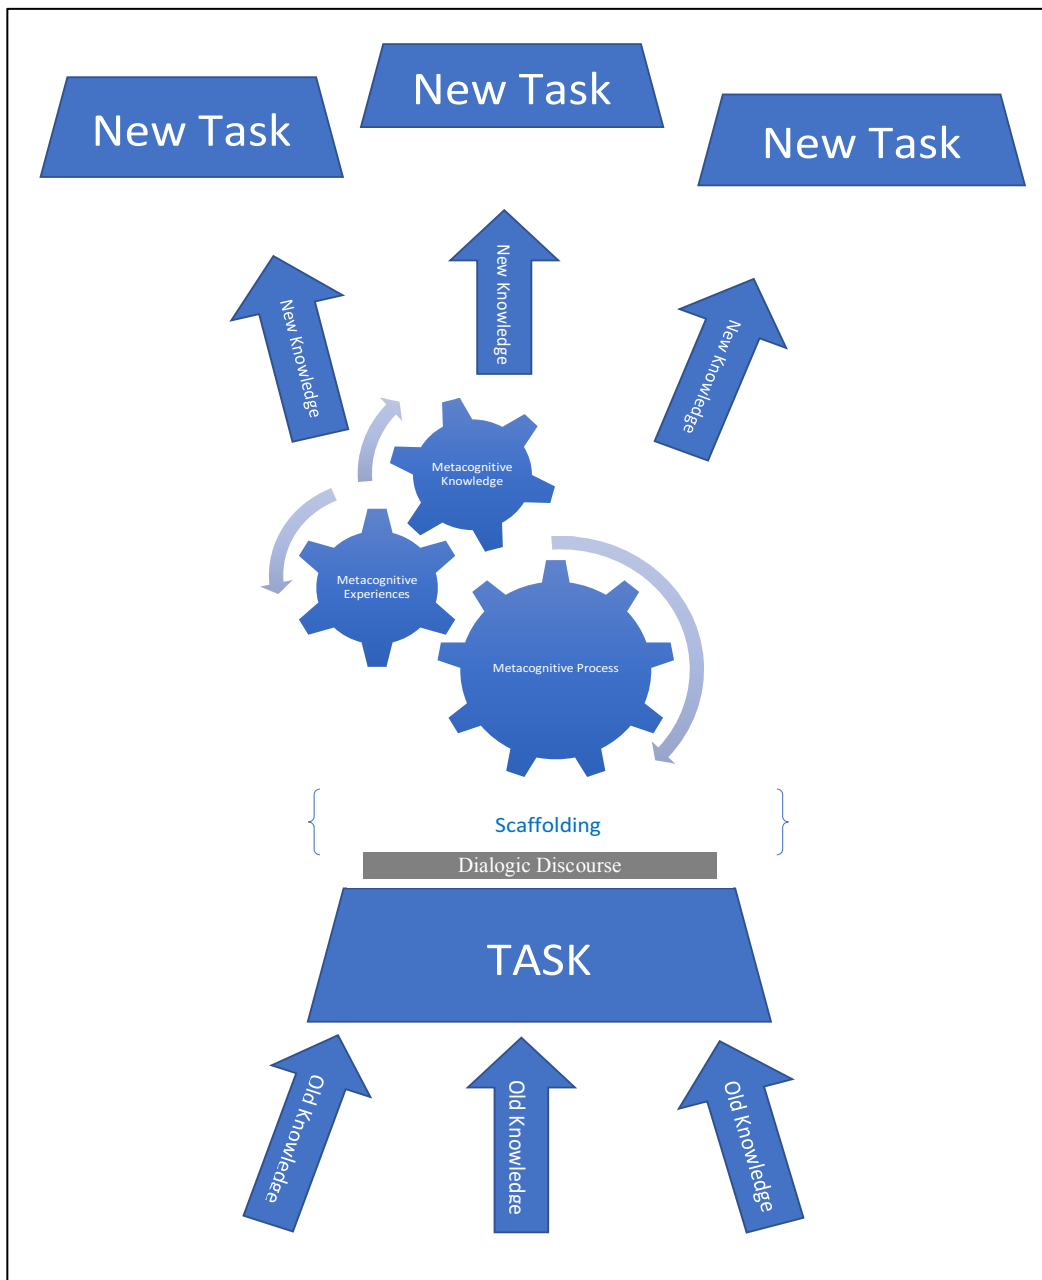 New Task
New Task
New Task
New Knowledge
New Knowledge
New Knowledge
Metacognitive
Knowledge
Metacognitive
Experiences
Metacognitive Process
Scaffolding
Dialogic Discourse
TASK
Old Knowledge
Old Knowledge
Old Knowledge